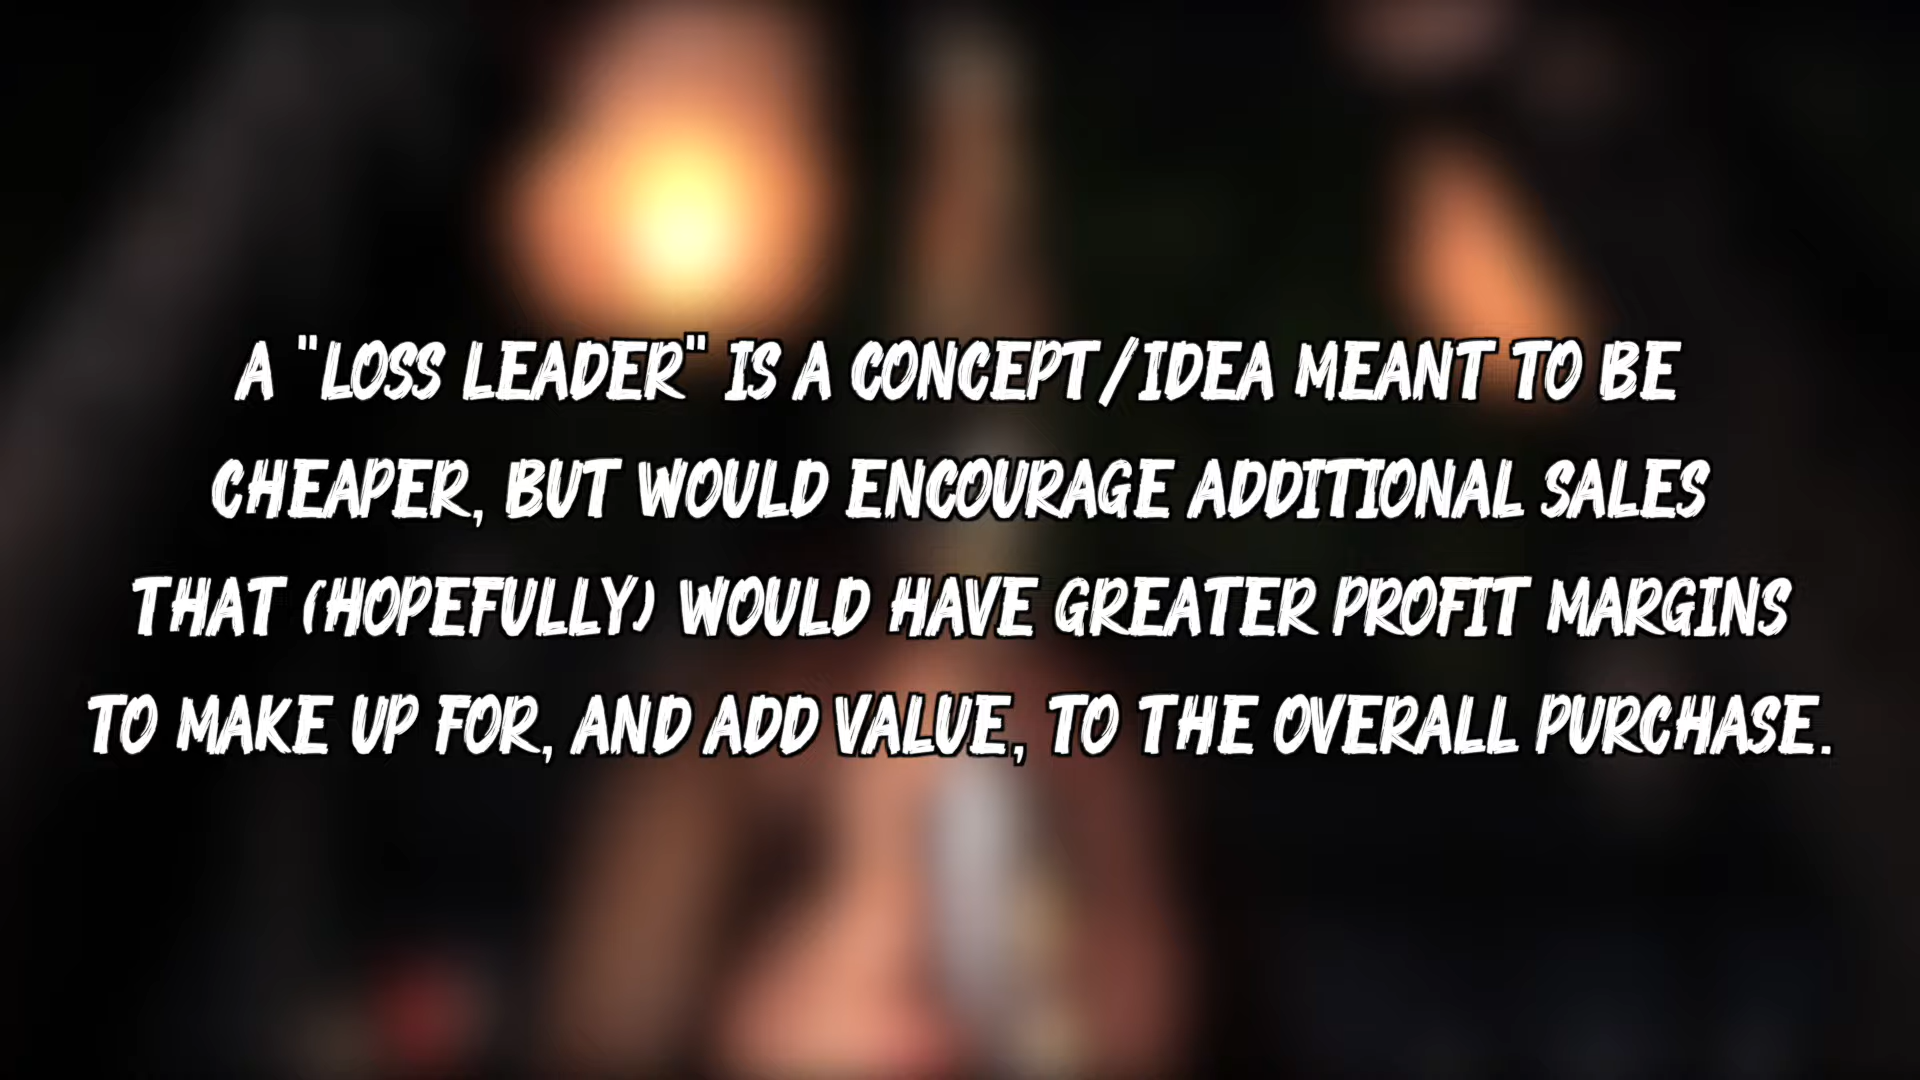 A "LOSS LEADER" IS A CONCEPT/IDEA MEANT TO BE
CHEAPER, BUT WOULD ENCOURAGE ADDITIONAL SALES
THAT (HOPEFULLY) WOULD HAVE GREATER PROFIT MARGINS
TO MAKE UP FOR, AND ADD VALUE, TO THE OVERALL PURCHASE.